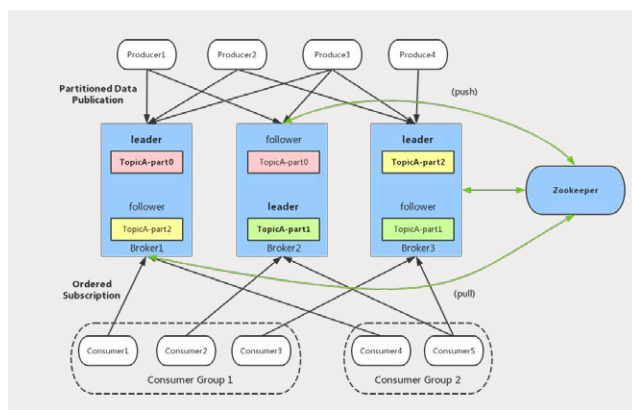 Producer1
Producer2
Produce3
Produce4
Partitioned Data
Publication
(push)
leader
TopicA-part0
follower
TopicA-part2
Broker1
follower
TopicA-part0
leader
TopicA-part1
Broker2
leader
TopicA-part2
follower
TopicA-part1
Broker3
Zookeeper
Ordered
Subscription
(pull)
Consumer1
Consumer2
Consumer3
Consumer4
Consumer5
Consumer Group 1
Consumer Group 2